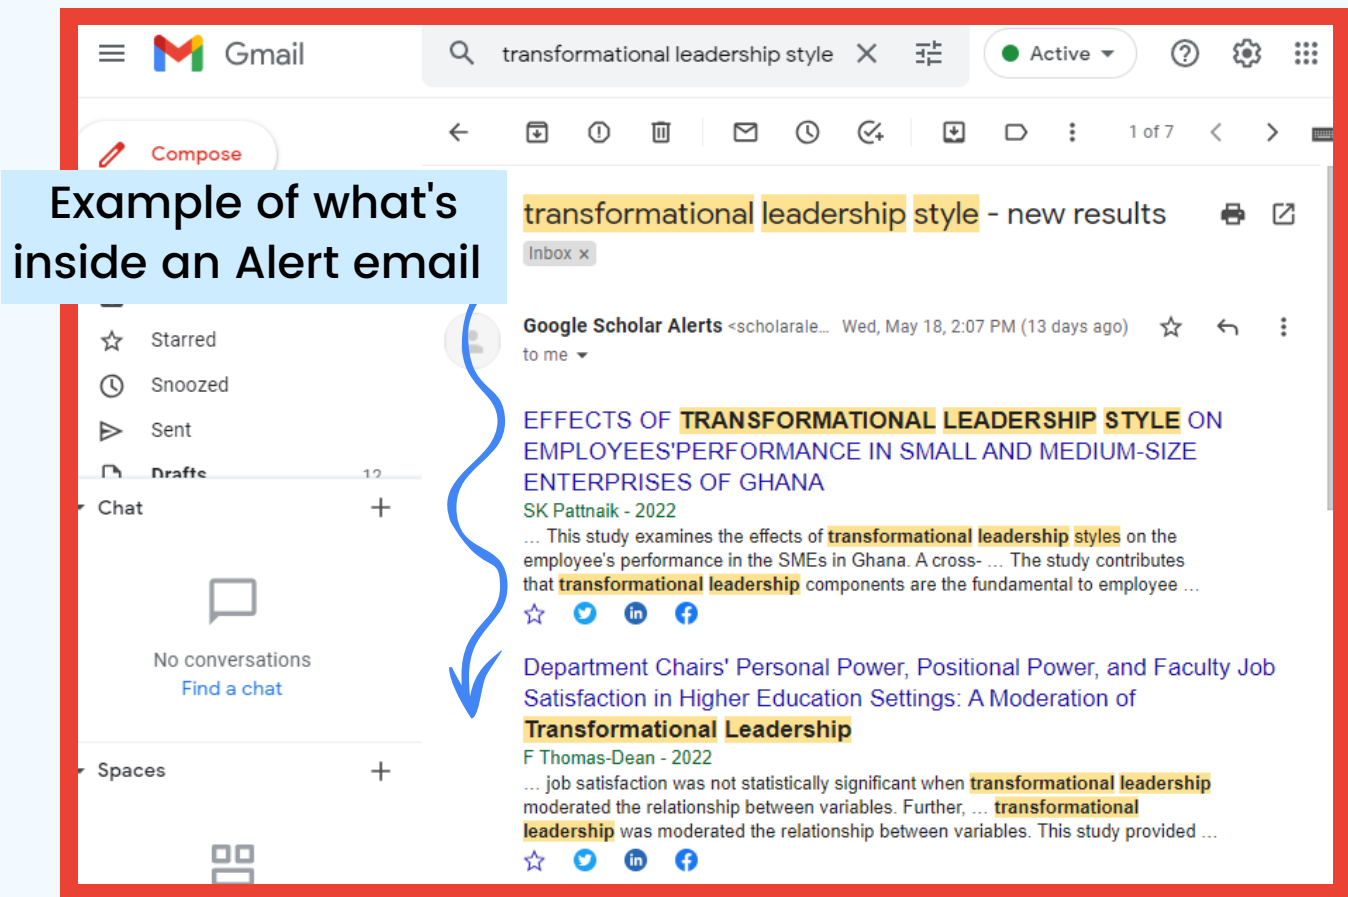 Gmail
transformational leadership style
Active
Compose
1 of 7
Example of what's
inside an Alert email
transformational leadership style - new results
Inbox ×
Starred
Snoozed
Sent
Drafts 12
Chat
No conversations
Find a chat
Spaces
Google Scholar Alerts <scholarale... Wed, May 18, 2:07 PM (13 days ago)
to me
EFFECTS OF TRANSFORMATIONAL LEADERSHIP STYLE ON
EMPLOYEES'PERFORMANCE IN SMALL AND MEDIUM-SIZE
ENTERPRISES OF GHANA
SK Pattnaik - 2022
... This study examines the effects of transformational leadership styles on the
employee's performance in the SMEs in Ghana. A cross- ... The study contributes
that transformational leadership components are the fundamental to employee ...
in
Department Chairs' Personal Power, Positional Power, and Faculty Job
Satisfaction in Higher Education Settings: A Moderation of
Transformational Leadership
F Thomas-Dean - 2022
... job satisfaction was not statistically significant when transformational leadership
moderated the relationship between variables. Further, ... transformational
leadership was moderated the relationship between variables. This study provided ...
in